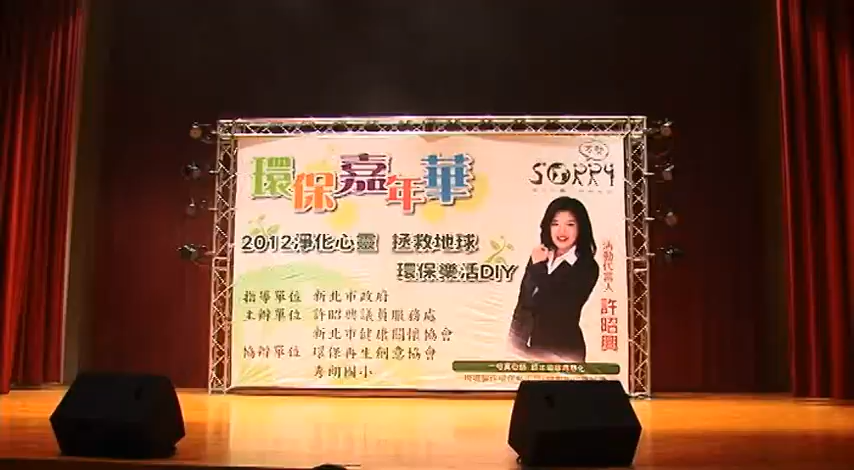 環保嘉年華
SORRY
2012淨化心靈 拯救地球
環保樂活DIY
活動代言人 許昭興
指導單位 新北市政府
主辦單位 許昭興議員服務處
新北市健康關懷協會
協辦單位 環保再生創意協會
秀朗國小